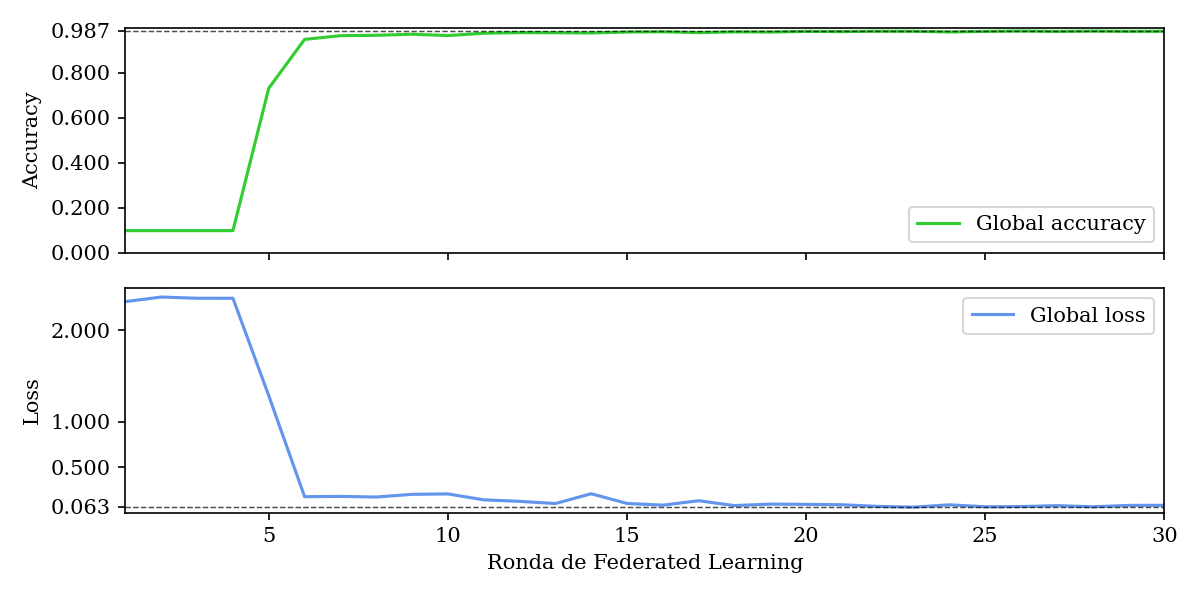 0.987
0.800
0.600
0.400
0.200
0.000
Accuracy
Global accuracy
2.000
1.000
0.500
0.063
Loss
Global loss
5 10 15 20 25 30
Ronda de Federated Learning